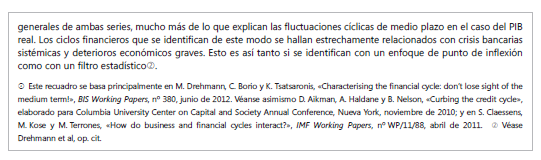 generales de ambas series, mucho más de lo que explican las fluctuaciones cíclicas de medio plazo en el caso del PIB
real. Los ciclos financieros que se identifican de este modo se hallan estrechamente relacionados con crisis bancarias
sistémicas y deterioros económicos graves. Esto es así tanto si se identifican con un enfoque de punto de inflexión
como con un filtro estadístico②.
① Este recuadro se basa principalmente en M. Drehmann, C. Borio y K. Tsatsaronis, «Characterising the financial cycle: don't lose sight of the
medium term!», BIS Working Papers, nº 380, junio de 2012. Véanse asimismo D. Aikman, A. Haldane y B. Nelson, «Curbing the credit cycle»,
elaborado para Columbia University Center on Capital and Society Annual Conference, Nueva York, noviembre de 2010; y en S. Claessens,
M. Kose y M. Terrones, «How do business and financial cycles interact?», IMF Working Papers, nº WP/11/88, abril de 2011. ② Véase
Drehmann et al, op. cit.